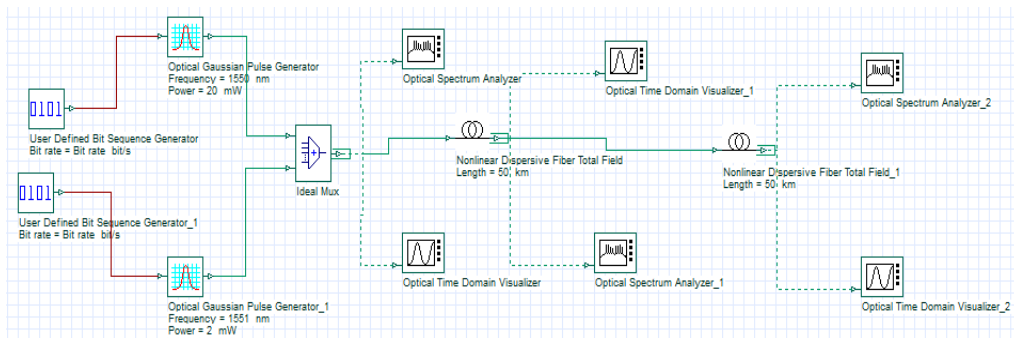 Optical Gaussian Pulse Generator
Frequency = 1550 nm
Power = 20 mW
Optical Spectrum Analyzer
Optical Time Domain Visualizer_1
Optical Spectrum Analyzer_2
0101
User Defined Bit Sequence Generator
Bit rate = Bit rate bit/s
Nonlinear Dispersive Fiber Total Field
Length = 50 km
Nonlinear Dispersive Fiber Total Field_1
Length = 50 km
Ideal Mux
0101
User Defined Bit Sequence Generator_1
Bit rate = Bit rate bit/s
Optical Time Domain Visualizer
Optical Spectrum Analyzer_1
Optical Gaussian Pulse Generator_1
Frequency = 1551 nm
Power = 2 mW
Optical Time Domain Visualizer_2